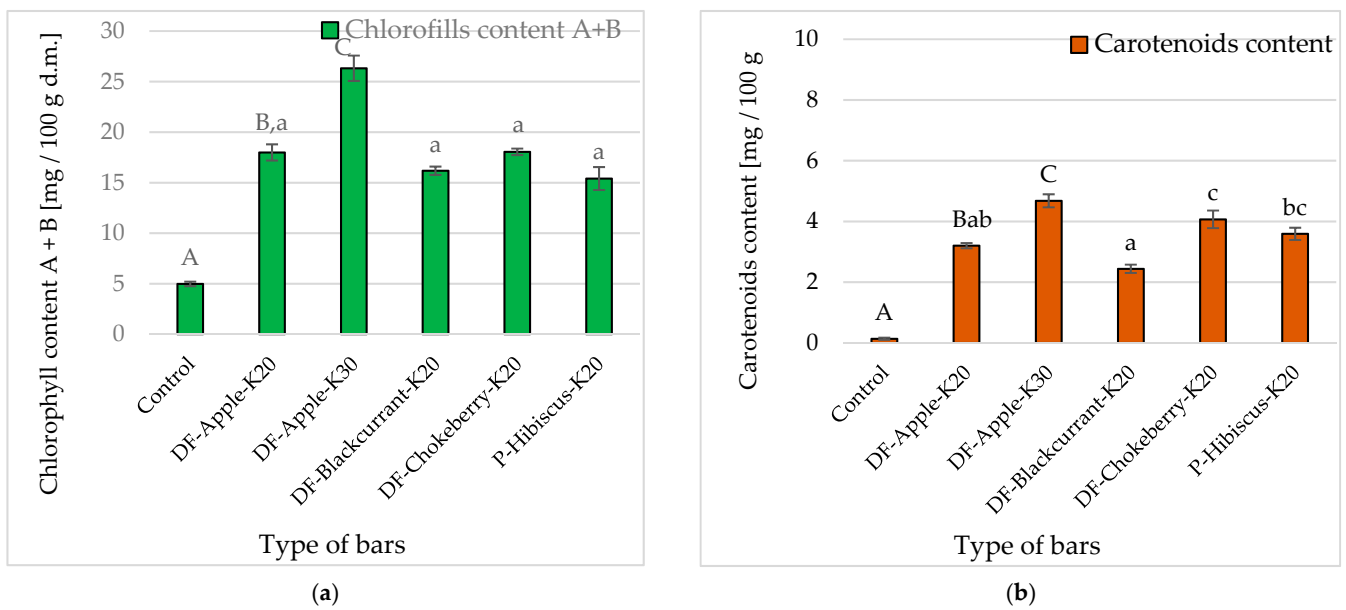 Chlorofills content A+B
Chlorophyll content A + B [mg / 100 g d.m.]
30
25
20
15
10
5
0
A
B,a
C
a
a
a
Control
DF-Apple-K20
DF-Apple-K30
DF-Blackcurrant-K20
DF-Chokeberry-K20
P-Hibiscus-K20
Type of bars
(a)
Carotenoids content
Carotenoids content [mg / 100 g
10
8
6
4
2
0
A
Bab
C
a
c
bc
Control
DF-Apple-K20
DF-Apple-K30
DF-Blackcurrant-K20
DF-Chokeberry-K20
P-Hibiscus-K20
Type of bars
(b)